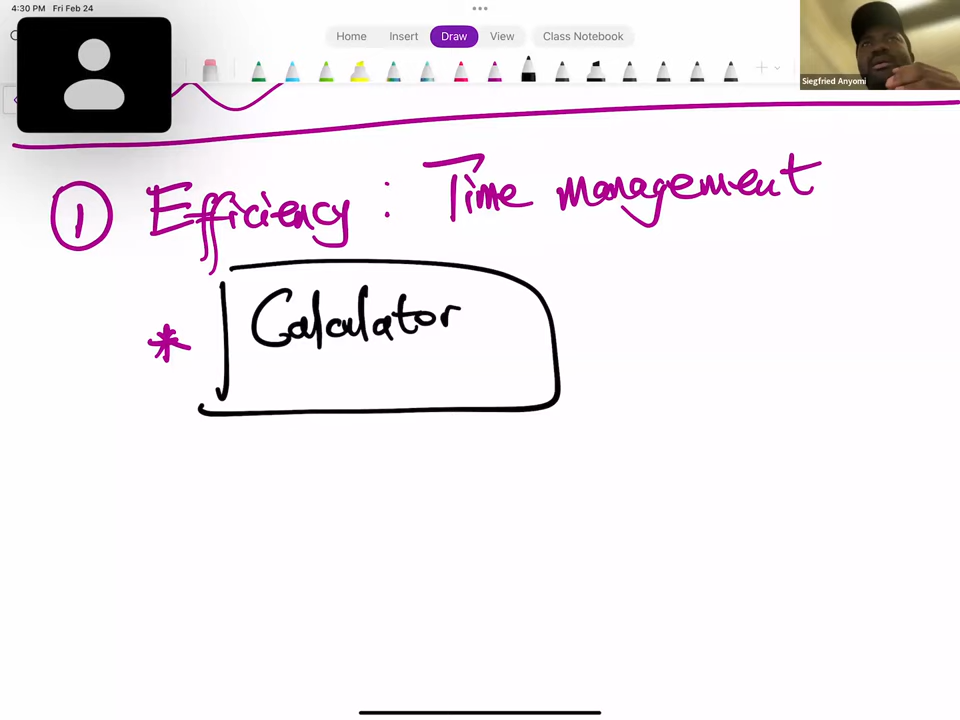 4:30 PM Fri Feb 24
Home Insert Draw View Class Notebook
Siegfried Anyomi
① Efficiency : Time management
* Calculator